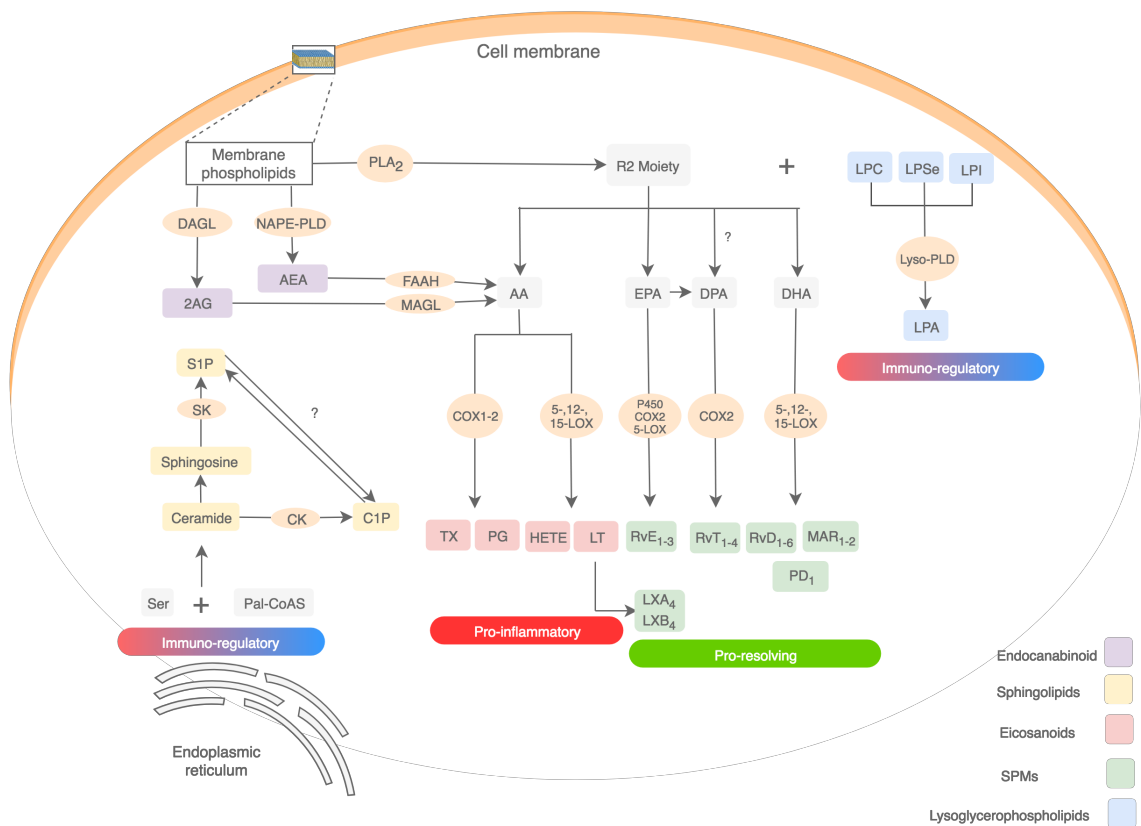 Cell membrane
Membrane
phospholipids
PLA2
R2 Moiety
+
LPC
LPSe
LPI
DAGL
NAPE-PLD
?
Lyso-PLD
AEA
FAAH
2AG
MAGL
AA
EPA
DPA
DHA
LPA
Immuno-regulatory
S1P
SK
?
Sphingosine
Ceramide
CK
C1P
COX1-2
5-,12-,
15-LOX
P450
COX2
5-LOX
COX2
5-,12-,
15-LOX
TX
PG
HETE
LT
RvE1-3
RvT1-4
RvD1-6
MAR1-2
PD1
LXA4
LXB4
Ser
+
Pal-CoAS
Immuno-regulatory
Pro-inflammatory
Pro-resolving
Endoplasmic
reticulum
Endocanabinoid
Sphingolipids
Eicosanoids
SPMs
Lysoglycerophospholipids